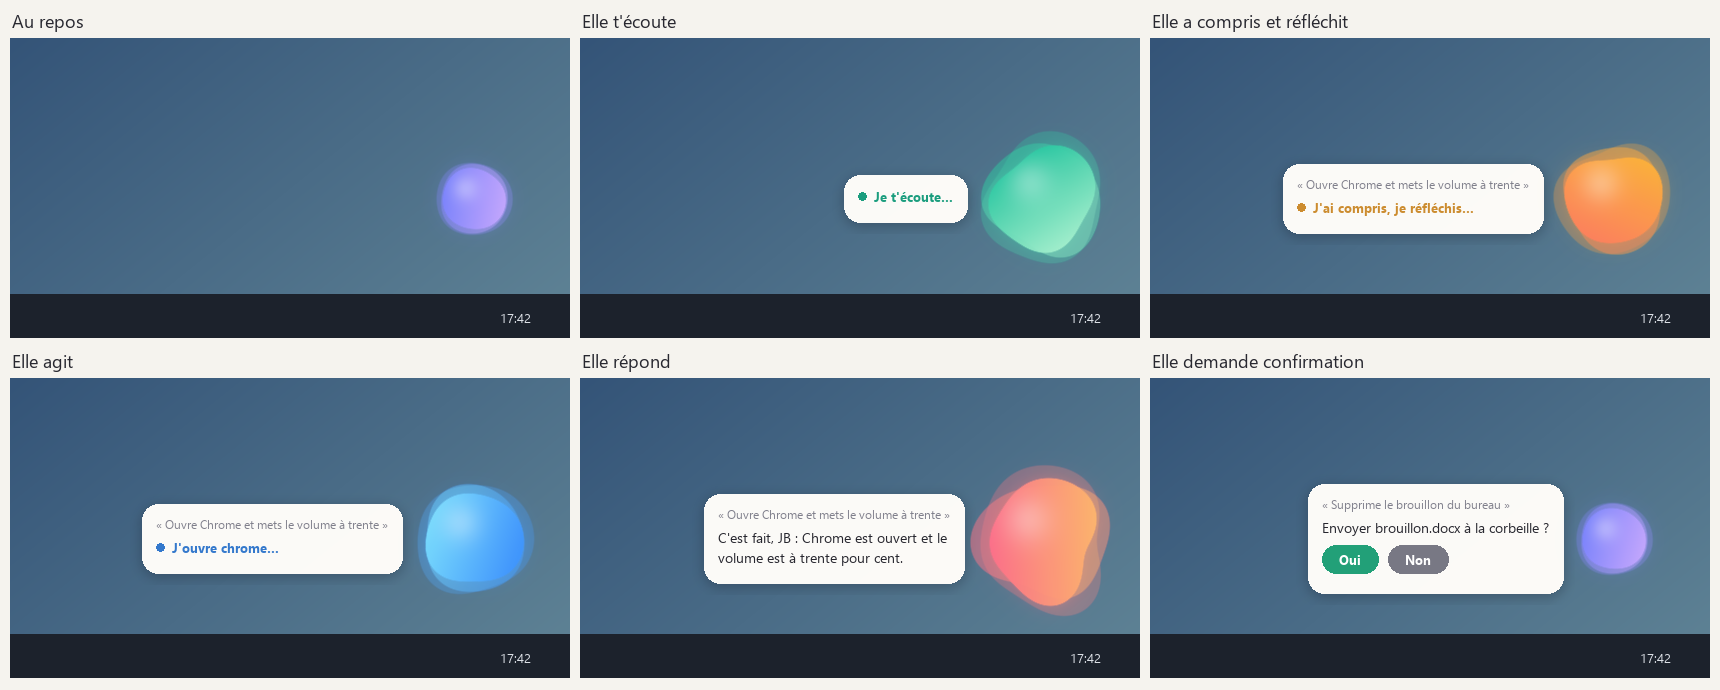 Au repos
17:42
Elle t'écoute
Je t'écoute...
17:42
Elle a compris et réfléchit
« Ouvre Chrome et mets le volume à trente »
J'ai compris, je réfléchis...
17:42
Elle agit
« Ouvre Chrome et mets le volume à trente »
J'ouvre chrome...
17:42
Elle répond
« Ouvre Chrome et mets le volume à trente »
C'est fait, JB : Chrome est ouvert et le
volume est à trente pour cent.
17:42
Elle demande confirmation
« Supprime le brouillon du bureau »
Envoyer brouillon.docx à la corbeille ?
Oui Non
17:42